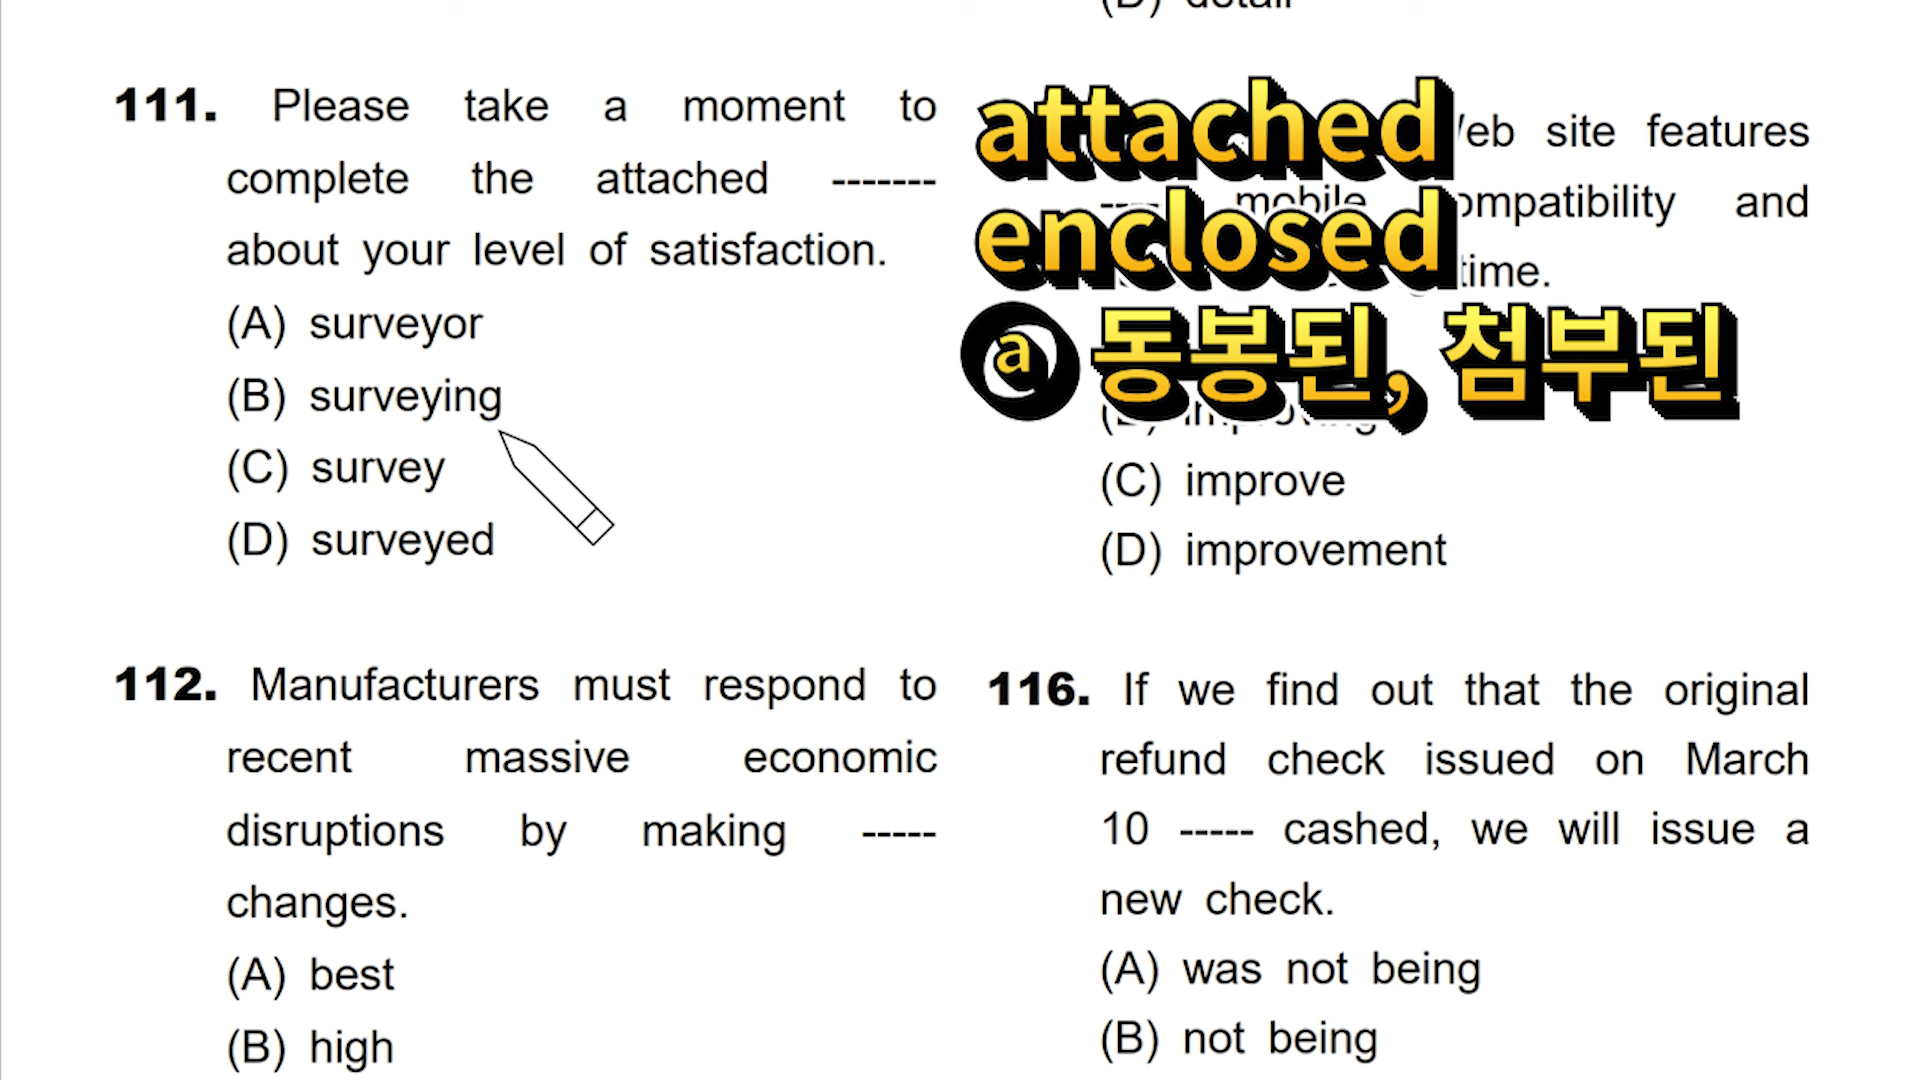 (D) detail
111. Please take a moment to
complete the attached -------
about your level of satisfaction.
(A) surveyor
(B) surveying
(C) survey
(D) surveyed
112. Manufacturers must respond to
recent massive economic
disruptions by making -----
changes.
(A) best
(B) high
attached
enclosed
a 동봉된, 첨부된
site features
mobile compatibility and
time.
(C) improve
(D) improvement
116. If we find out that the original
refund check issued on March
10 ----- cashed, we will issue a
new check.
(A) was not being
(B) not being